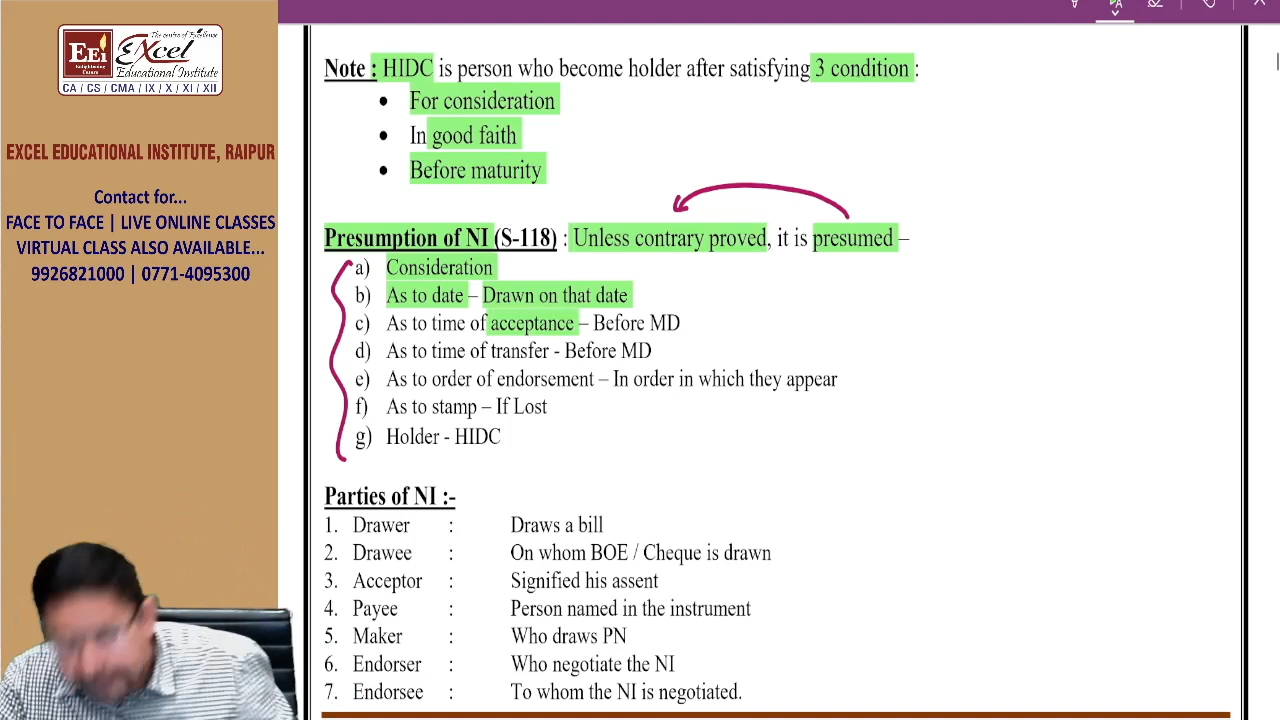 The centre of Excellence
EEi
Enlightening Careers
EXCEL
Educational Institute
CA / CS / CMA / IX / X / XI / XII
EXCEL EDUCATIONAL INSTITUTE, RAIPUR
Contact for...
FACE TO FACE | LIVE ONLINE CLASSES
VIRTUAL CLASS ALSO AVAILABLE...
9926821000 | 0771-4095300
Note : HIDC is person who become holder after satisfying 3 condition :
• For consideration
• In good faith
• Before maturity
Presumption of NI (S-118) : Unless contrary proved, it is presumed –
a) Consideration
b) As to date – Drawn on that date
c) As to time of acceptance – Before MD
d) As to time of transfer - Before MD
e) As to order of endorsement – In order in which they appear
f) As to stamp – If Lost
g) Holder - HIDC
Parties of NI :-
1. Drawer : Draws a bill
2. Drawee : On whom BOE / Cheque is drawn
3. Acceptor : Signified his assent
4. Payee : Person named in the instrument
5. Maker : Who draws PN
6. Endorser : Who negotiate the NI
7. Endorsee : To whom the NI is negotiated.